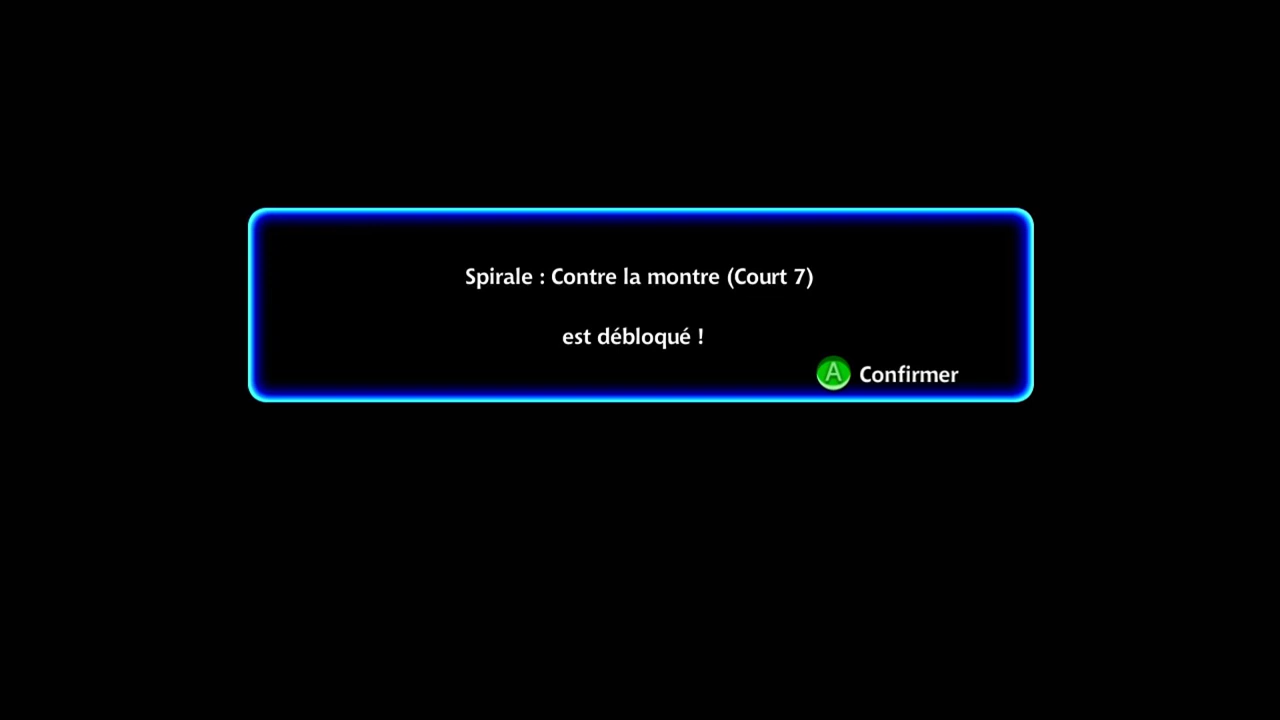 Spirale : Contre la montre (Court 7)
est débloqué !
A Confirmer